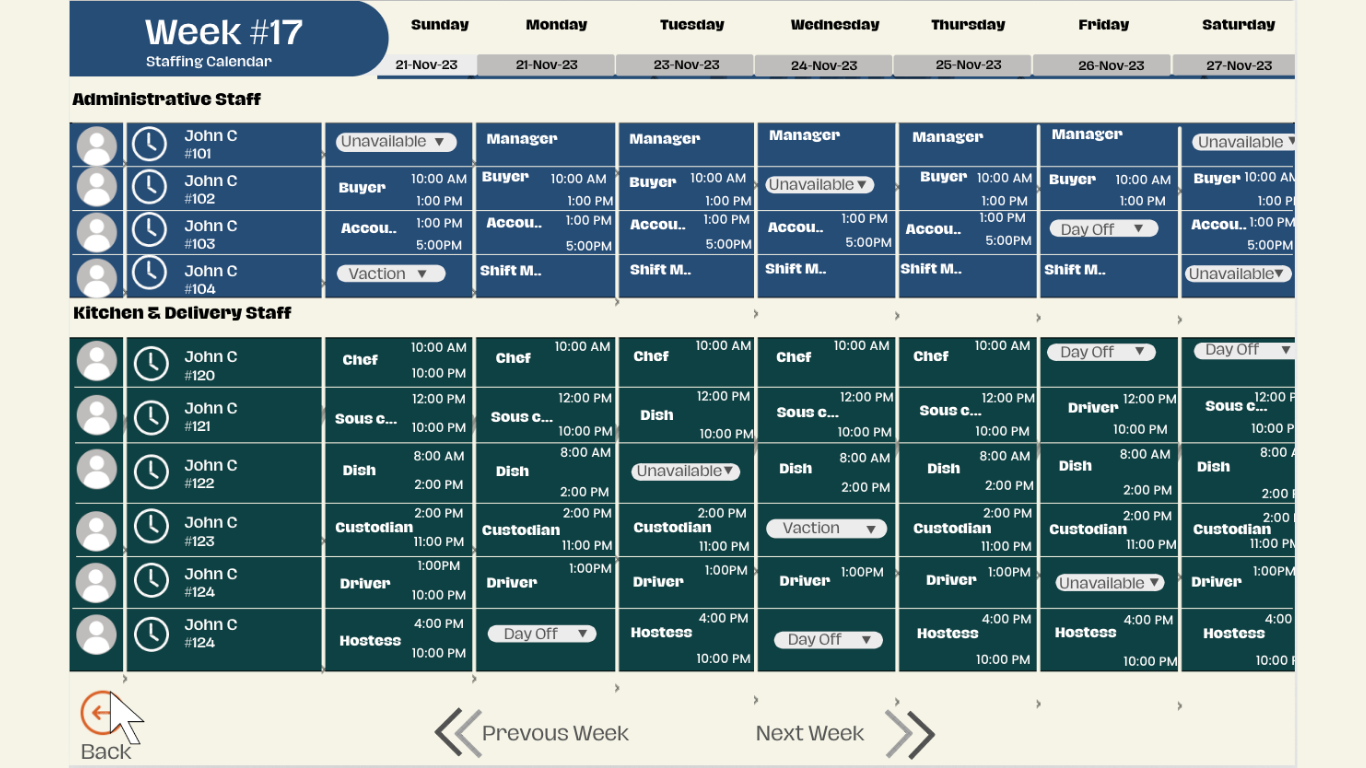 Week #17
Staffing Calendar
Sunday Monday Tuesday Wednesday Thursday Friday Saturday
21-Nov-23 21-Nov-23 23-Nov-23 24-Nov-23 25-Nov-23 26-Nov-23 27-Nov-23
Administrative Staff
John C Unavailable ▼ Manager Manager Manager Manager Manager Unavailable ▼
#101
John C Buyer 10:00 AM Buyer 10:00 AM Buyer 10:00 AM Unavailable ▼ Buyer 10:00 AM Buyer 10:00 AM Buyer 10:00 AM
#102 1:00 PM 1:00 PM 1:00 PM 1:00 PM 1:00 PM 1:00 P
John C Accou.. 1:00 PM Accou.. 1:00 PM Accou.. 1:00 PM Accou.. 1:00 PM Accou.. 1:00 PM Day Off ▼ Accou.. 1:00 PM
#103 5:00PM 5:00PM 5:00PM 5:00PM 5:00PM 5:00PM
John C Vaction ▼ Shift M.. Shift M.. Shift M.. Shift M.. Shift M.. Unavailable ▼
#104
Kitchen & Delivery Staff
John C Chef 10:00 AM Chef 10:00 AM Chef 10:00 AM Chef 10:00 AM Chef 10:00 AM Day Off ▼ Day Off ▼
#120 10:00 PM
John C Sous c... 12:00 PM Sous c... 12:00 PM Dish 12:00 PM Sous c... 12:00 PM Sous c... 12:00 PM Driver 12:00 PM Sous c... 12:00 P
#121 10:00 PM 10:00 PM 10:00 PM 10:00 PM 10:00 PM 10:00 PM 10:00 P
John C Dish 8:00 AM Dish 8:00 AM Unavailable ▼ Dish 8:00 AM Dish 8:00 AM Dish 8:00 AM Dish 8:00
#122 2:00 PM 2:00 PM 2:00 PM 2:00 PM 2:00 PM 2:00
John C Custodian 2:00 PM Custodian 2:00 PM Custodian 2:00 PM Vaction ▼ Custodian 2:00 PM Custodian 2:00 PM Custodian 2:00
#123 11:00 PM 11:00 PM 11:00 PM 11:00 PM 11:00 PM 11:00 PM
John C Driver 1:00PM Driver 1:00PM Driver 1:00PM Driver 1:00PM Driver 1:00PM Unavailable ▼ Driver 1:00PM
#124 10:00 PM
John C Hostess 4:00 PM Day Off ▼ Hostess 4:00 PM Day Off ▼ Hostess 4:00 PM Hostess 4:00 PM Hostess 4:00
#124 10:00 PM 10:00 PM 10:00 PM 10:00 PM 10:00
Back
Prevous Week Next Week